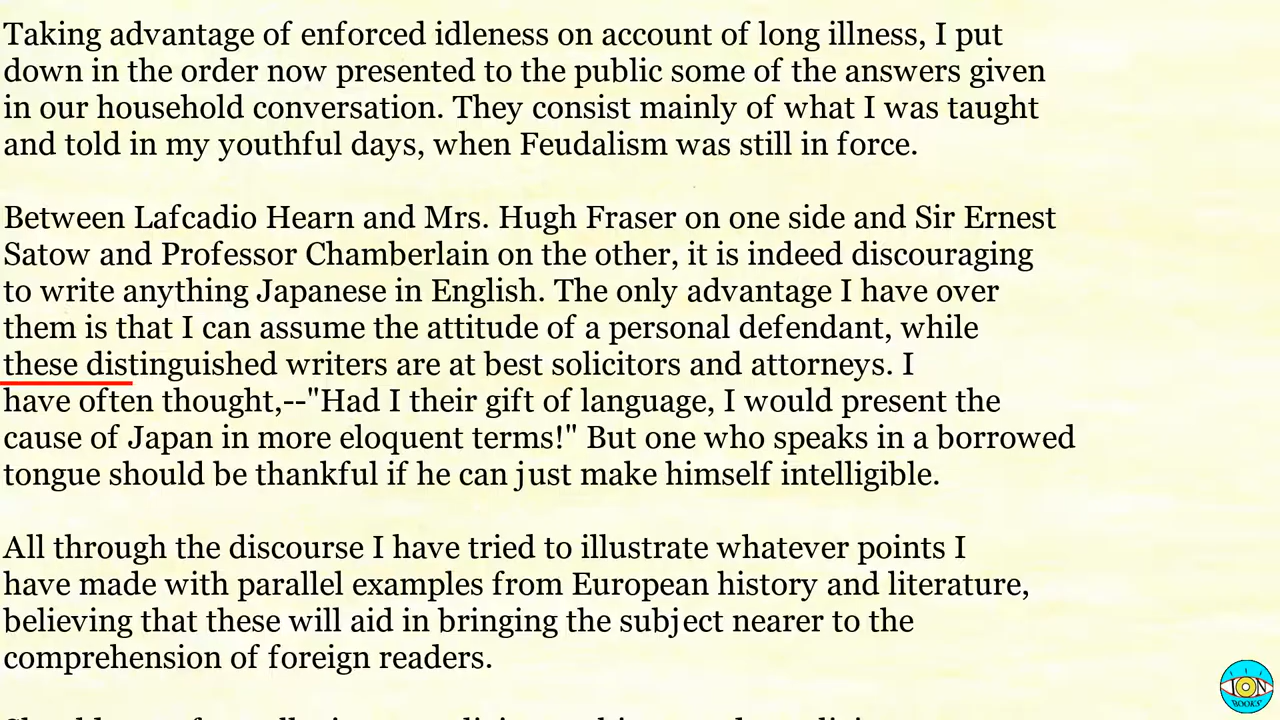 Taking advantage of enforced idleness on account of long illness, I put
down in the order now presented to the public some of the answers given
in our household conversation. They consist mainly of what I was taught
and told in my youthful days, when Feudalism was still in force.
Between Lafcadio Hearn and Mrs. Hugh Fraser on one side and Sir Ernest
Satow and Professor Chamberlain on the other, it is indeed discouraging
to write anything Japanese in English. The only advantage I have over
them is that I can assume the attitude of a personal defendant, while
these distinguished writers are at best solicitors and attorneys. I
have often thought,--"Had I their gift of language, I would present the
cause of Japan in more eloquent terms!" But one who speaks in a borrowed
tongue should be thankful if he can just make himself intelligible.
All through the discourse I have tried to illustrate whatever points I
have made with parallel examples from European history and literature,
believing that these will aid in bringing the subject nearer to the
comprehension of foreign readers.
ION
BOOKS